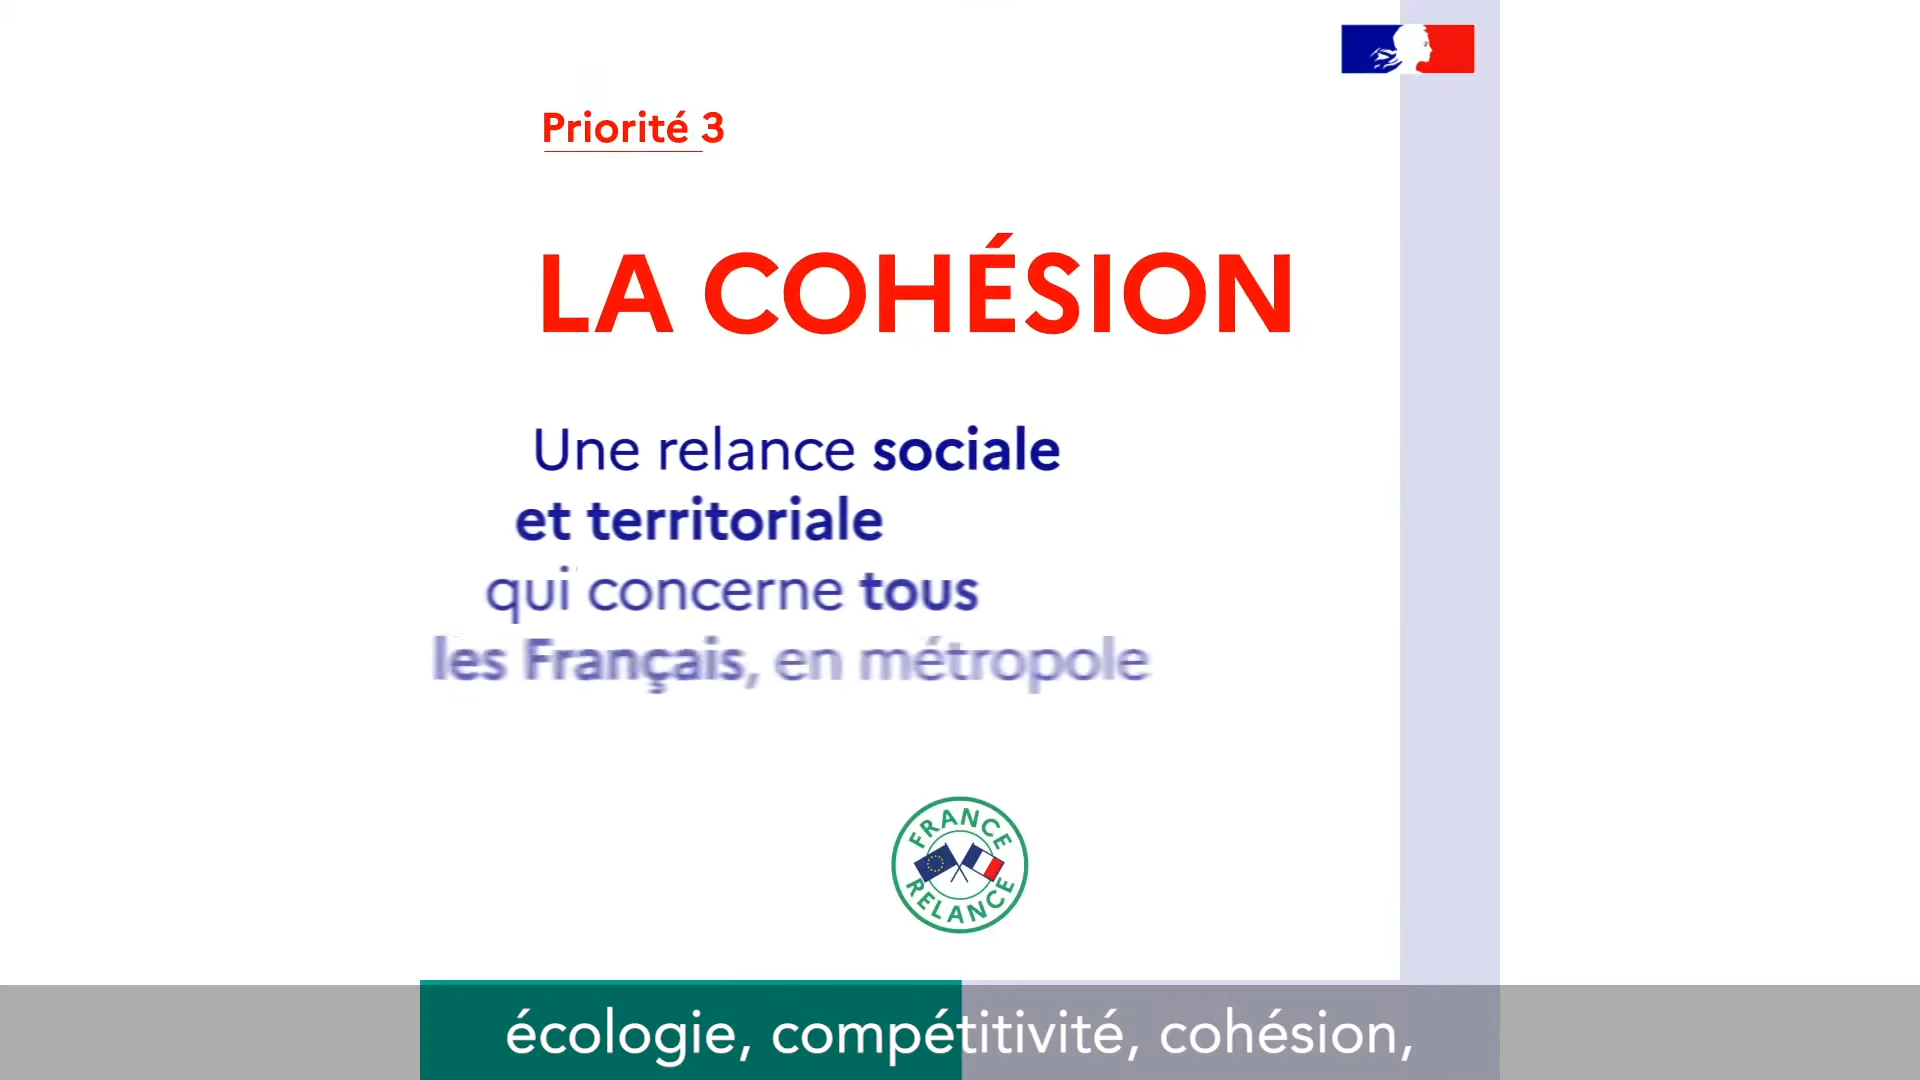 Priorité 3
LA COHÉSION
Une relance sociale
et territoriale
qui concerne tous
les Français, en métropole
FRANCE
RELANCE
écologie, compétitivité, cohésion,